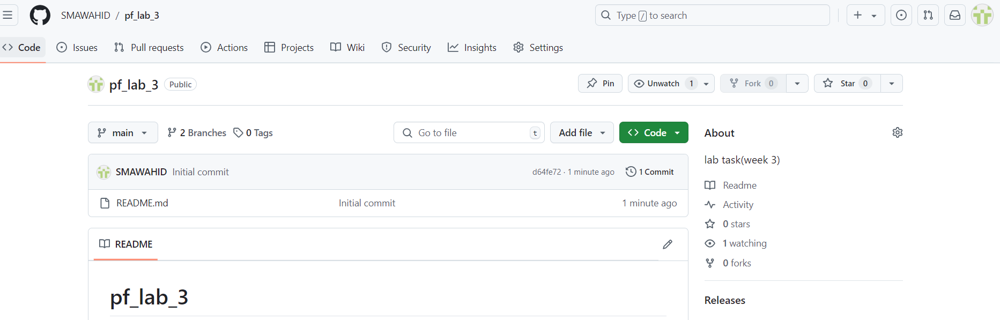 SMAWAHID / pf_lab_3
Type / to search
Code Issues Pull requests Actions Projects Wiki Security Insights Settings
pf_lab_3 Public
Pin Unwatch 1 Fork 0 Star 0
main 2 Branches 0 Tags
Go to file t Add file Code
SMAWAHID Initial commit d64fe72 · 1 minute ago 1 Commit
README.md Initial commit 1 minute ago
README
pf_lab_3
About
lab task(week 3)
Readme
Activity
0 stars
1 watching
0 forks
Releases